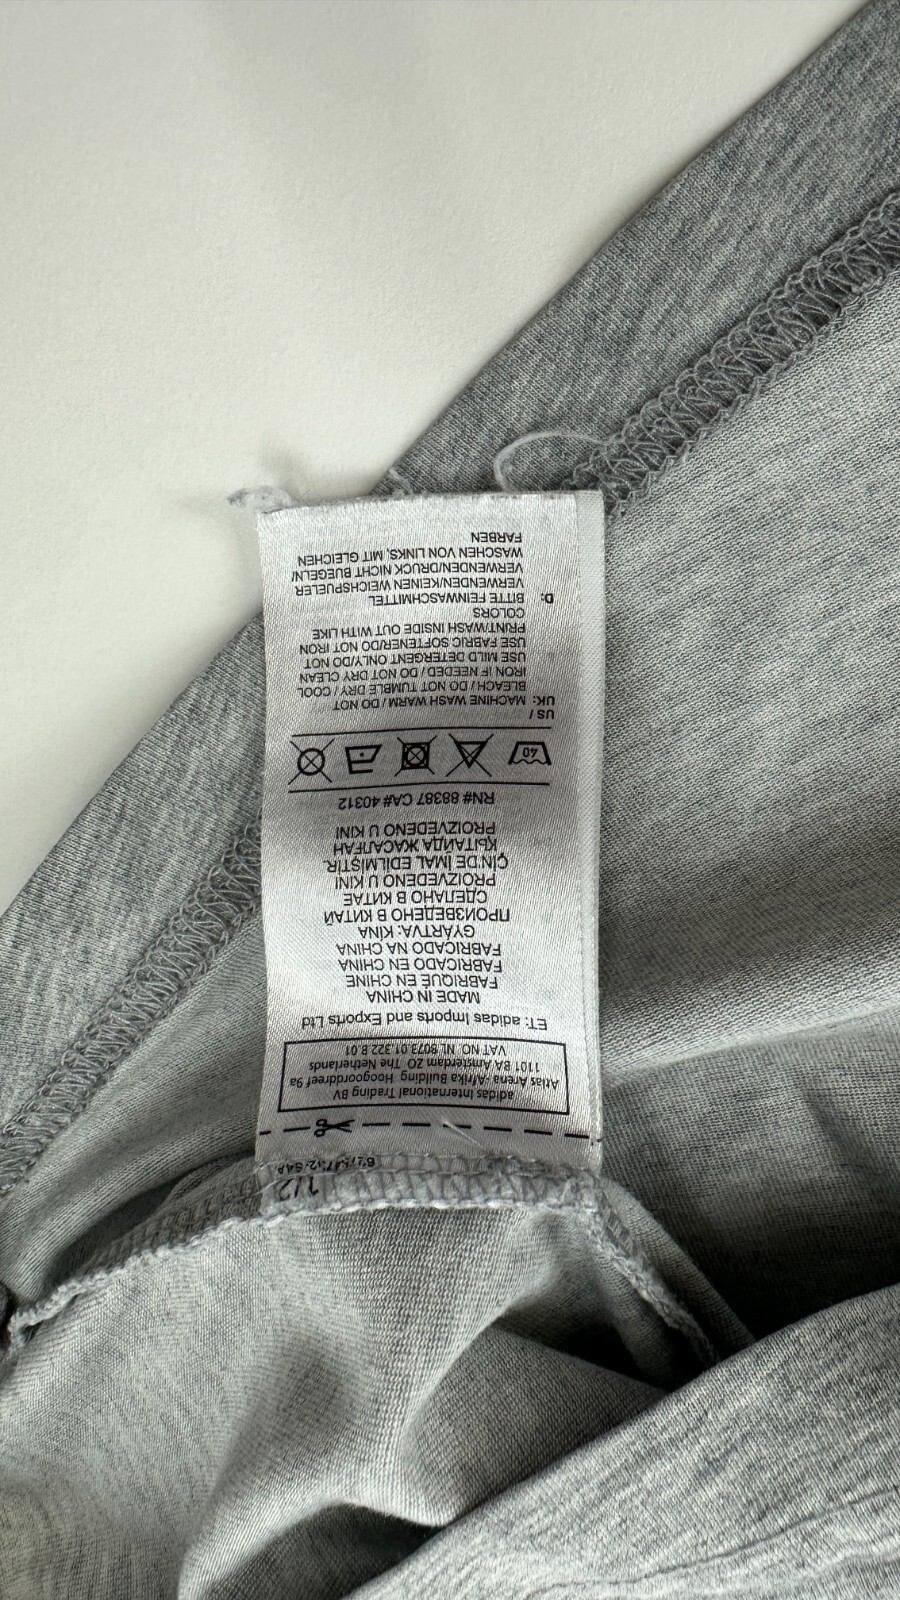 1/2
adidas International Trading BV
Atlas Arena -Afrika Building Hoogoorddreef 9a
1101 BA Amsterdam ZO The Netherlands
VAT NO. NL 8073.01.322.B.01
ET: adidas Imports and Exports Ltd
MADE IN CHINA
FABRIQUÉ EN CHINE
FABRICADO EN CHINA
FABRICADO NA CHINA
GYÁRTVA: KÍNA
ПРОИЗВЕДЕНО В КИТАЙ
СДЕЛАНО В КИТАЕ
PROIZVEDENO U KINI
ÇİN'DE İMAL EDİLMİŞTİR
ҚЫТАЙДА ЖАСАЛҒАН
PROIZVEDENO U KINI
RN# 88387 CA# 40312
40
US /
UK: MACHINE WASH WARM / DO NOT
BLEACH / DO NOT TUMBLE DRY / COOL
IRON IF NEEDED / DO NOT DRY CLEAN
USE MILD DETERGENT ONLY/DO NOT
USE FABRIC SOFTENER/DO NOT IRON
PRINT/WASH INSIDE OUT WITH LIKE
COLORS
D: BITTE FEINWASCHMITTEL
VERWENDEN/KEINEN WEICHSPUELER
VERWENDEN/DRUCK NICHT BUEGELN/
WASCHEN VON LINKS, MIT GLEICHEN
FARBEN